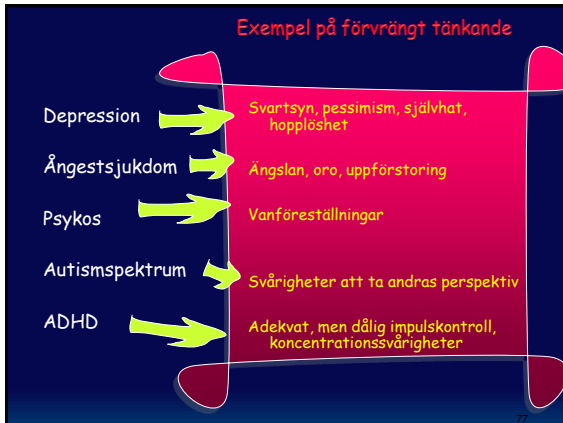 Exempel på förvrängt tänkande
Depression
Svartsyn, pessimism, självhat,
hopplöshet
Ångestsjukdom
Ängslan, oro, uppförstoring
Psykos
Vanföreställningar
Autismspektrum
Svårigheter att ta andras perspektiv
ADHD
Adekvat, men dålig impulskontroll,
koncentrationssvårigheter
77